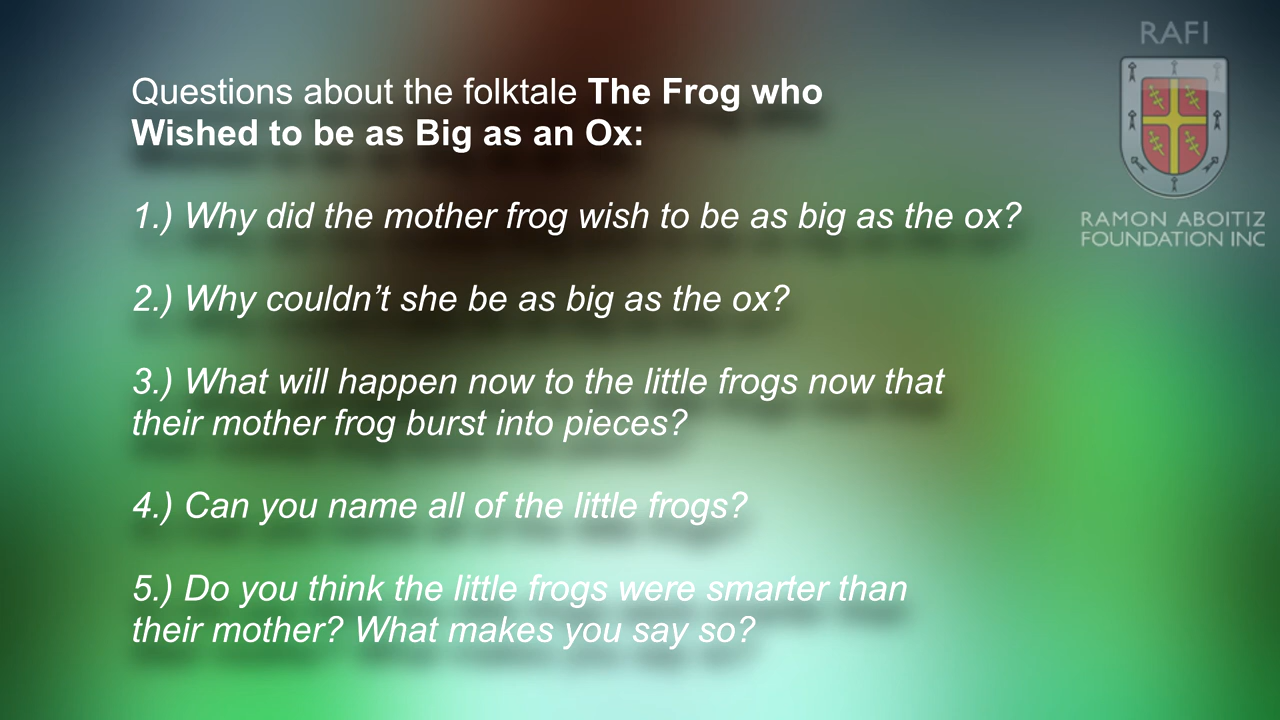 RAFI
Questions about the folktale The Frog who
Wished to be as Big as an Ox:
1.) Why did the mother frog wish to be as big as the ox?
RAMON ABOITIZ
FOUNDATION INC
2.) Why couldn’t she be as big as the ox?
3.) What will happen now to the little frogs now that
their mother frog burst into pieces?
4.) Can you name all of the little frogs?
5.) Do you think the little frogs were smarter than
their mother? What makes you say so?